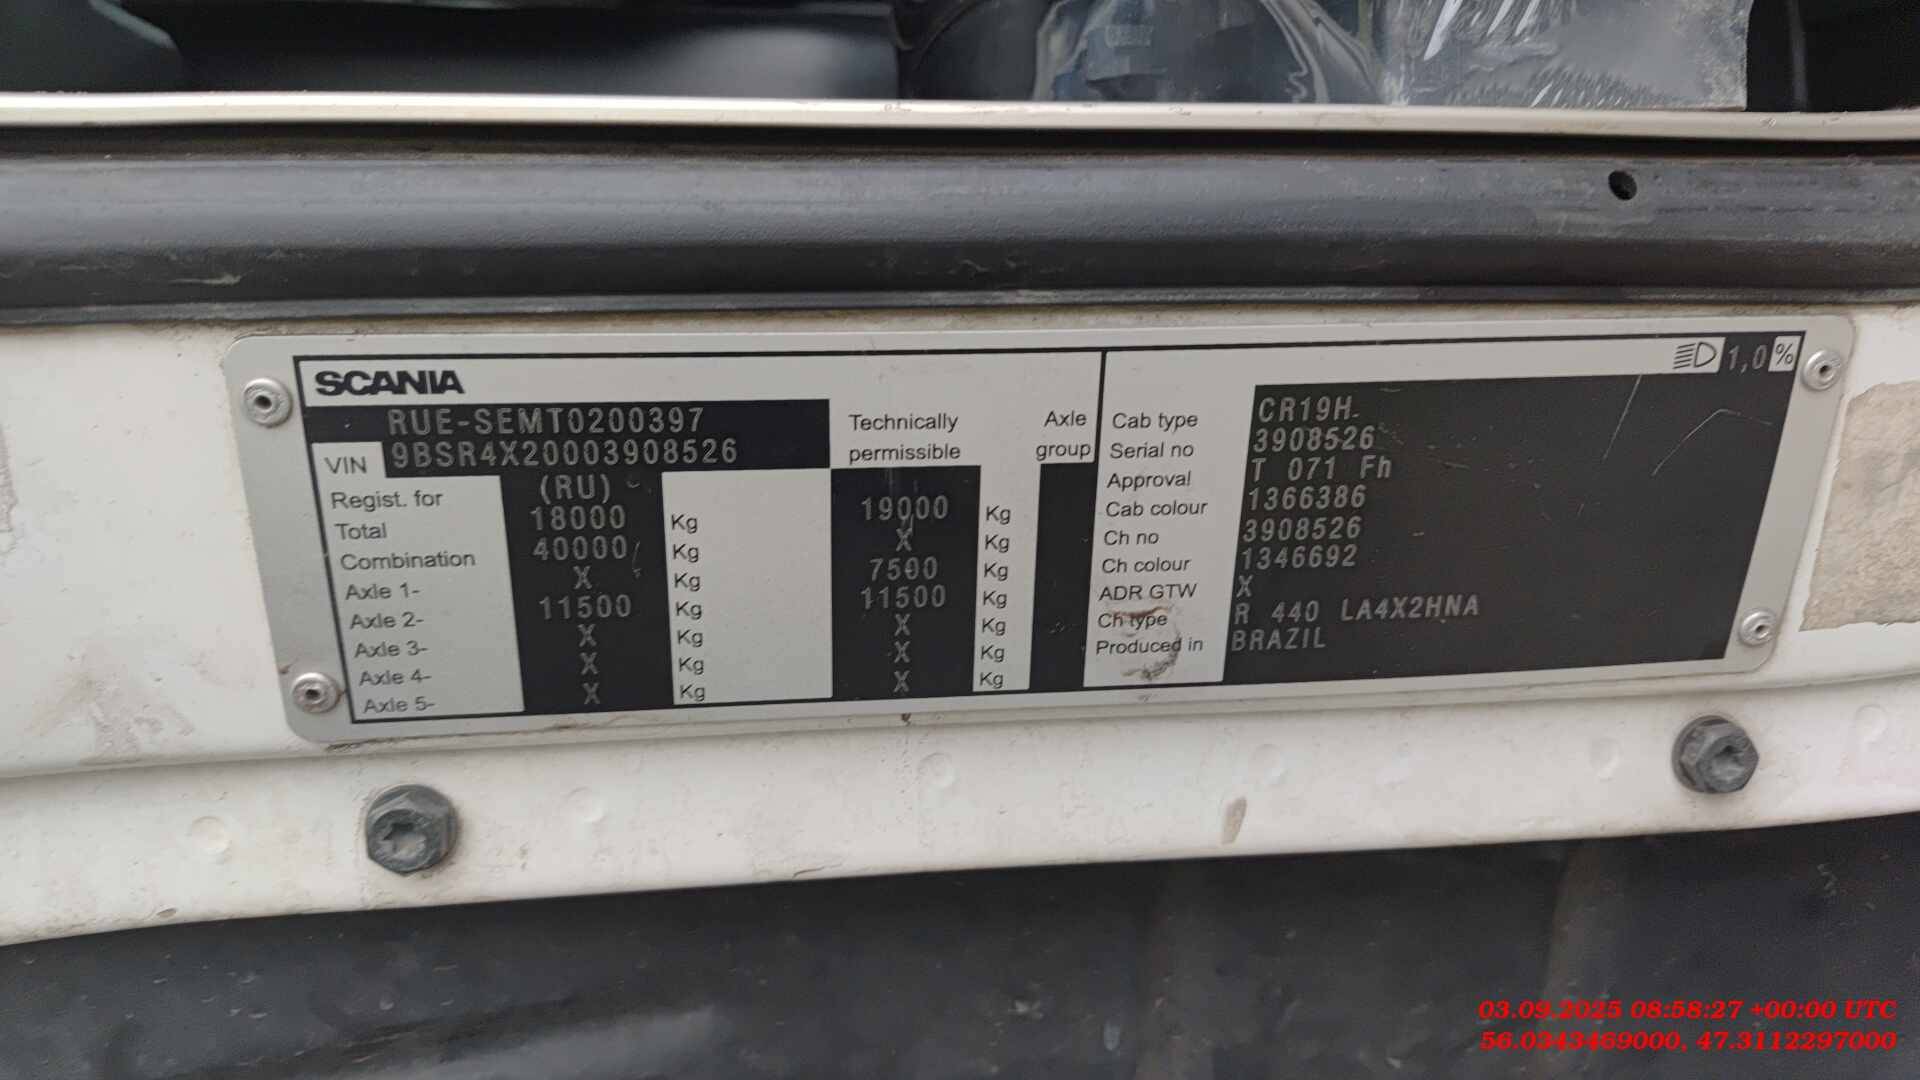 SCANIA
RUE-SEMT0200397
VIN 9BSR4X20003908526
Technically permissible
Axle group
Regist. for (RU)
Total 18000 Kg 19000 Kg
Combination 40000 Kg X Kg
Axle 1- X Kg 7500 Kg
Axle 2- 11500 Kg 11500 Kg
Axle 3- X Kg X Kg
Axle 4- X Kg X Kg
Axle 5- X Kg X Kg
1,0 %
Cab type CR19H
Serial no 3908526
Approval T 071 Fh
Cab colour 1366386
Ch no 3908526
Ch colour 1346692
ADR GTW X
Ch type R 440 LA4X2HNA
Produced in BRAZIL
03.09.2025 08:58:27 +00:00 UTC
56.0343469000, 47.3112297000